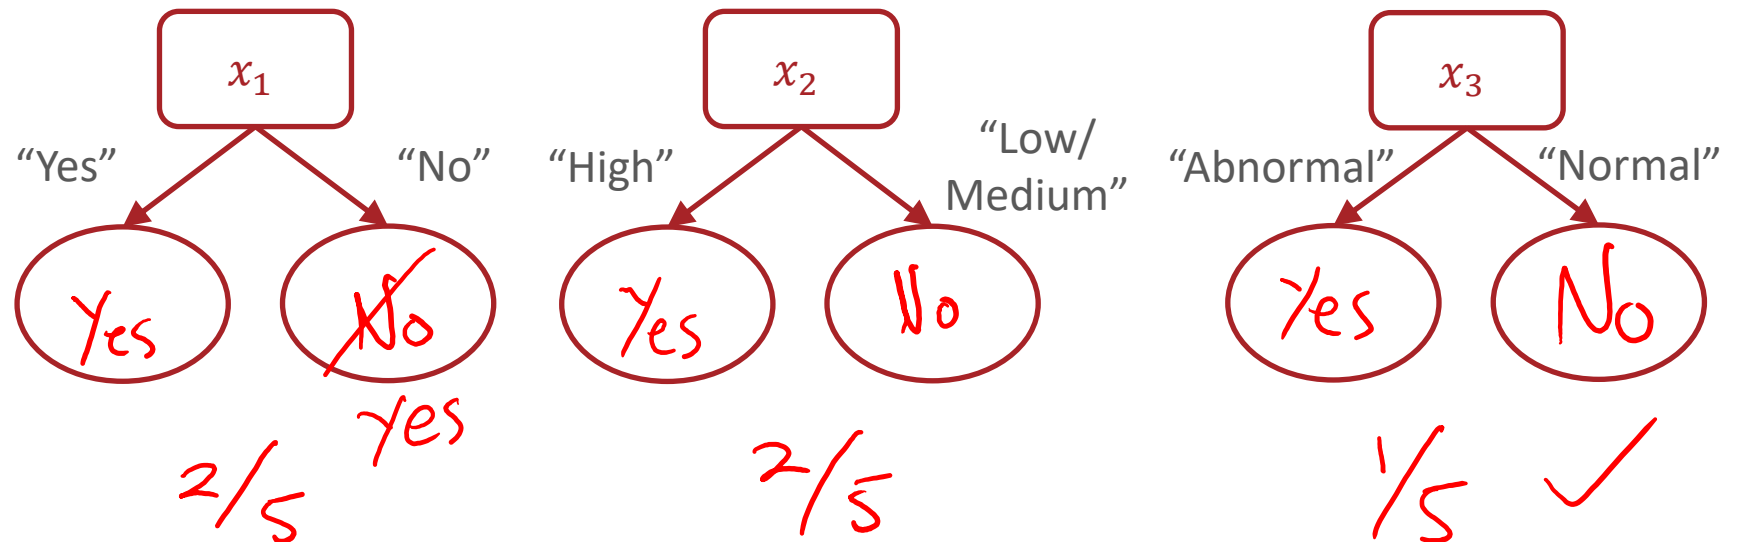 x₁ x₂ x₃
“Yes” “No” “High” “Low/ Medium” “Abnormal” “Normal”
Yes No Yes No Yes No
yes
2/5 2/5 1/5 ✓